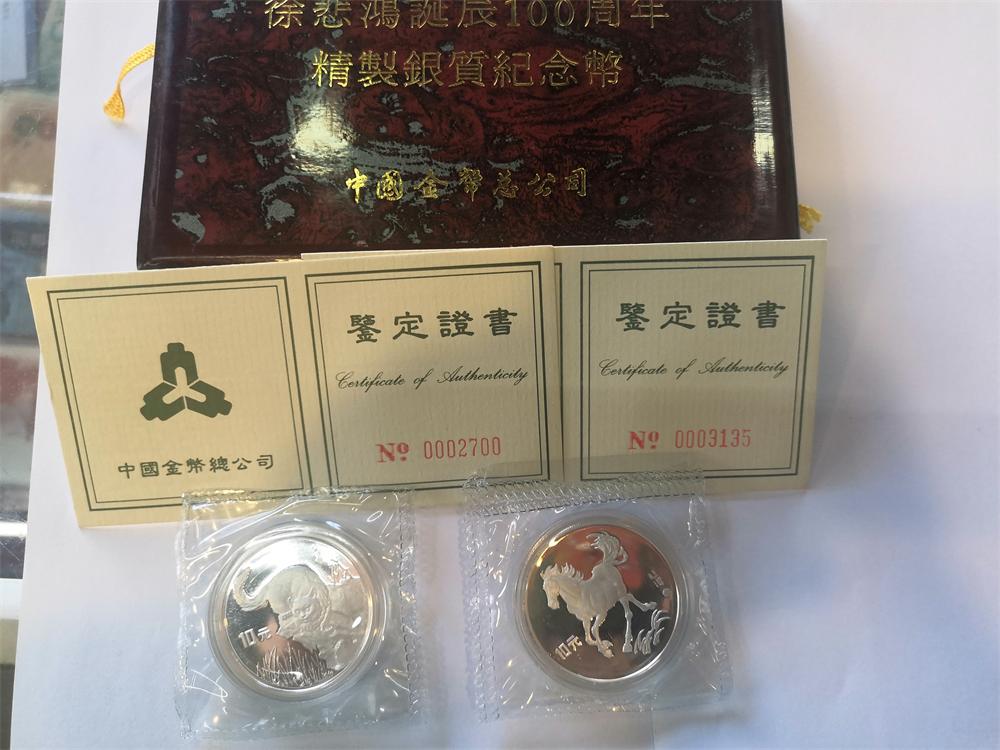 徐悲鴻誕辰100周年
精製銀質紀念幣
中國金幣總公司
中國金幣總公司
鑒定證書
Certificate of Authenticity
Nº 0002700
鑒定證書
Certificate of Authenticity
Nº 0003135
10元
10元